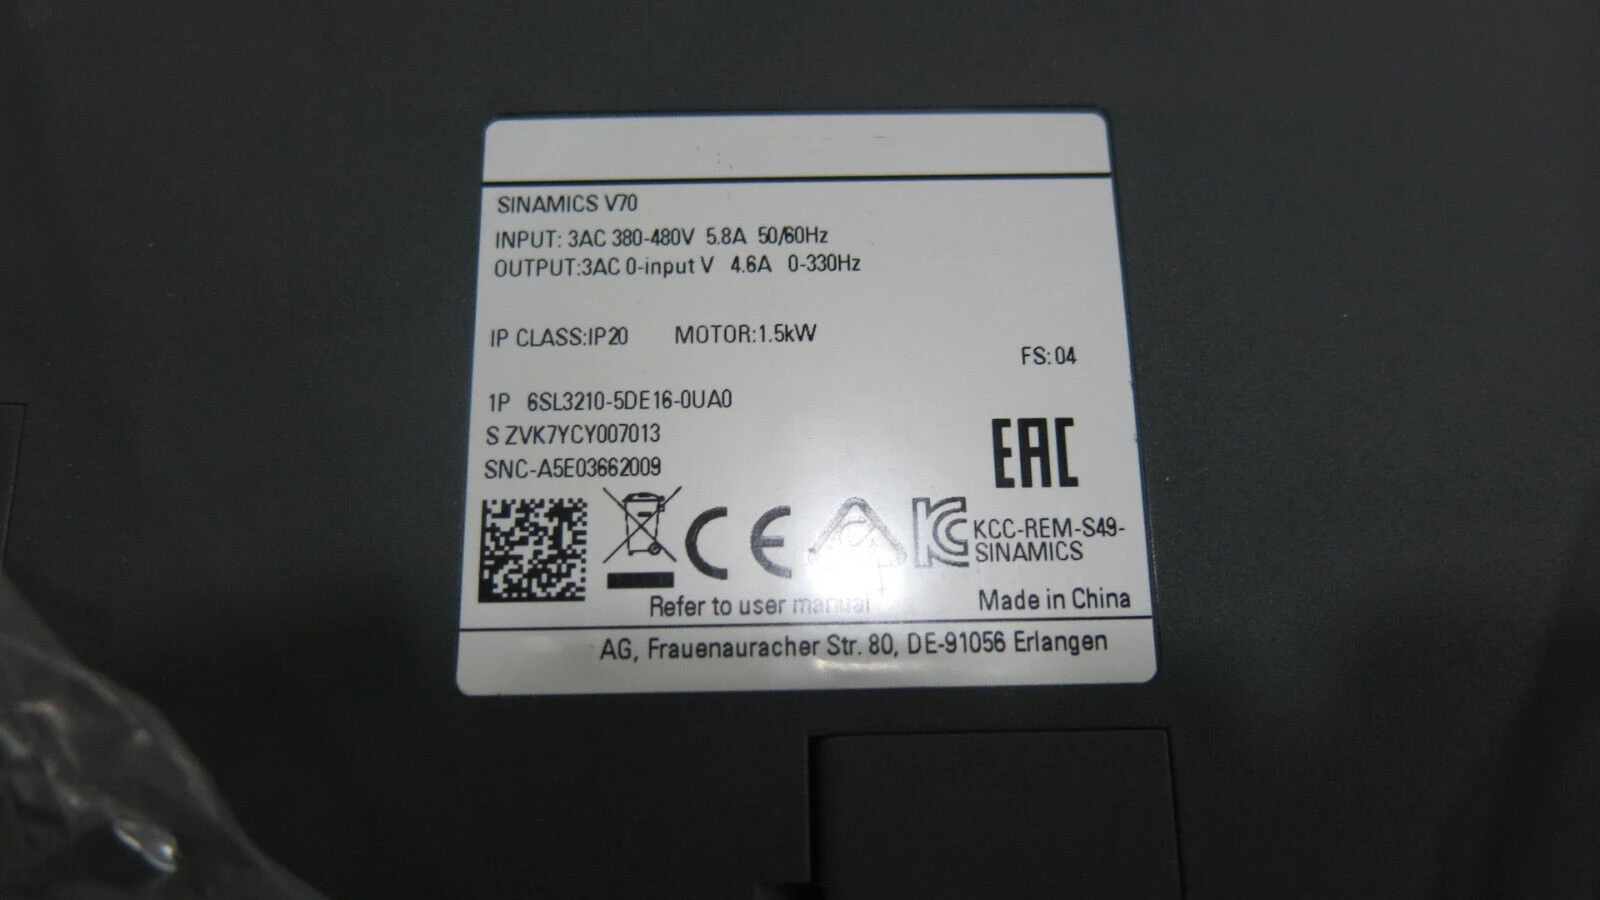 SINAMICS V70
INPUT: 3AC 380-480V 5.8A 50/60Hz
OUTPUT:3AC 0-input V 4.6A 0-330Hz
IP CLASS:IP20 MOTOR:1.5kW
FS:04
1P 6SL3210-5DE16-0UA0
S ZVK7YCY007013
SNC-A5E03662009
EAC
CE
KC KCC-REM-S49-
SINAMICS
Refer to user manual
Made in China
AG, Frauenauracher Str. 80, DE-91056 Erlangen